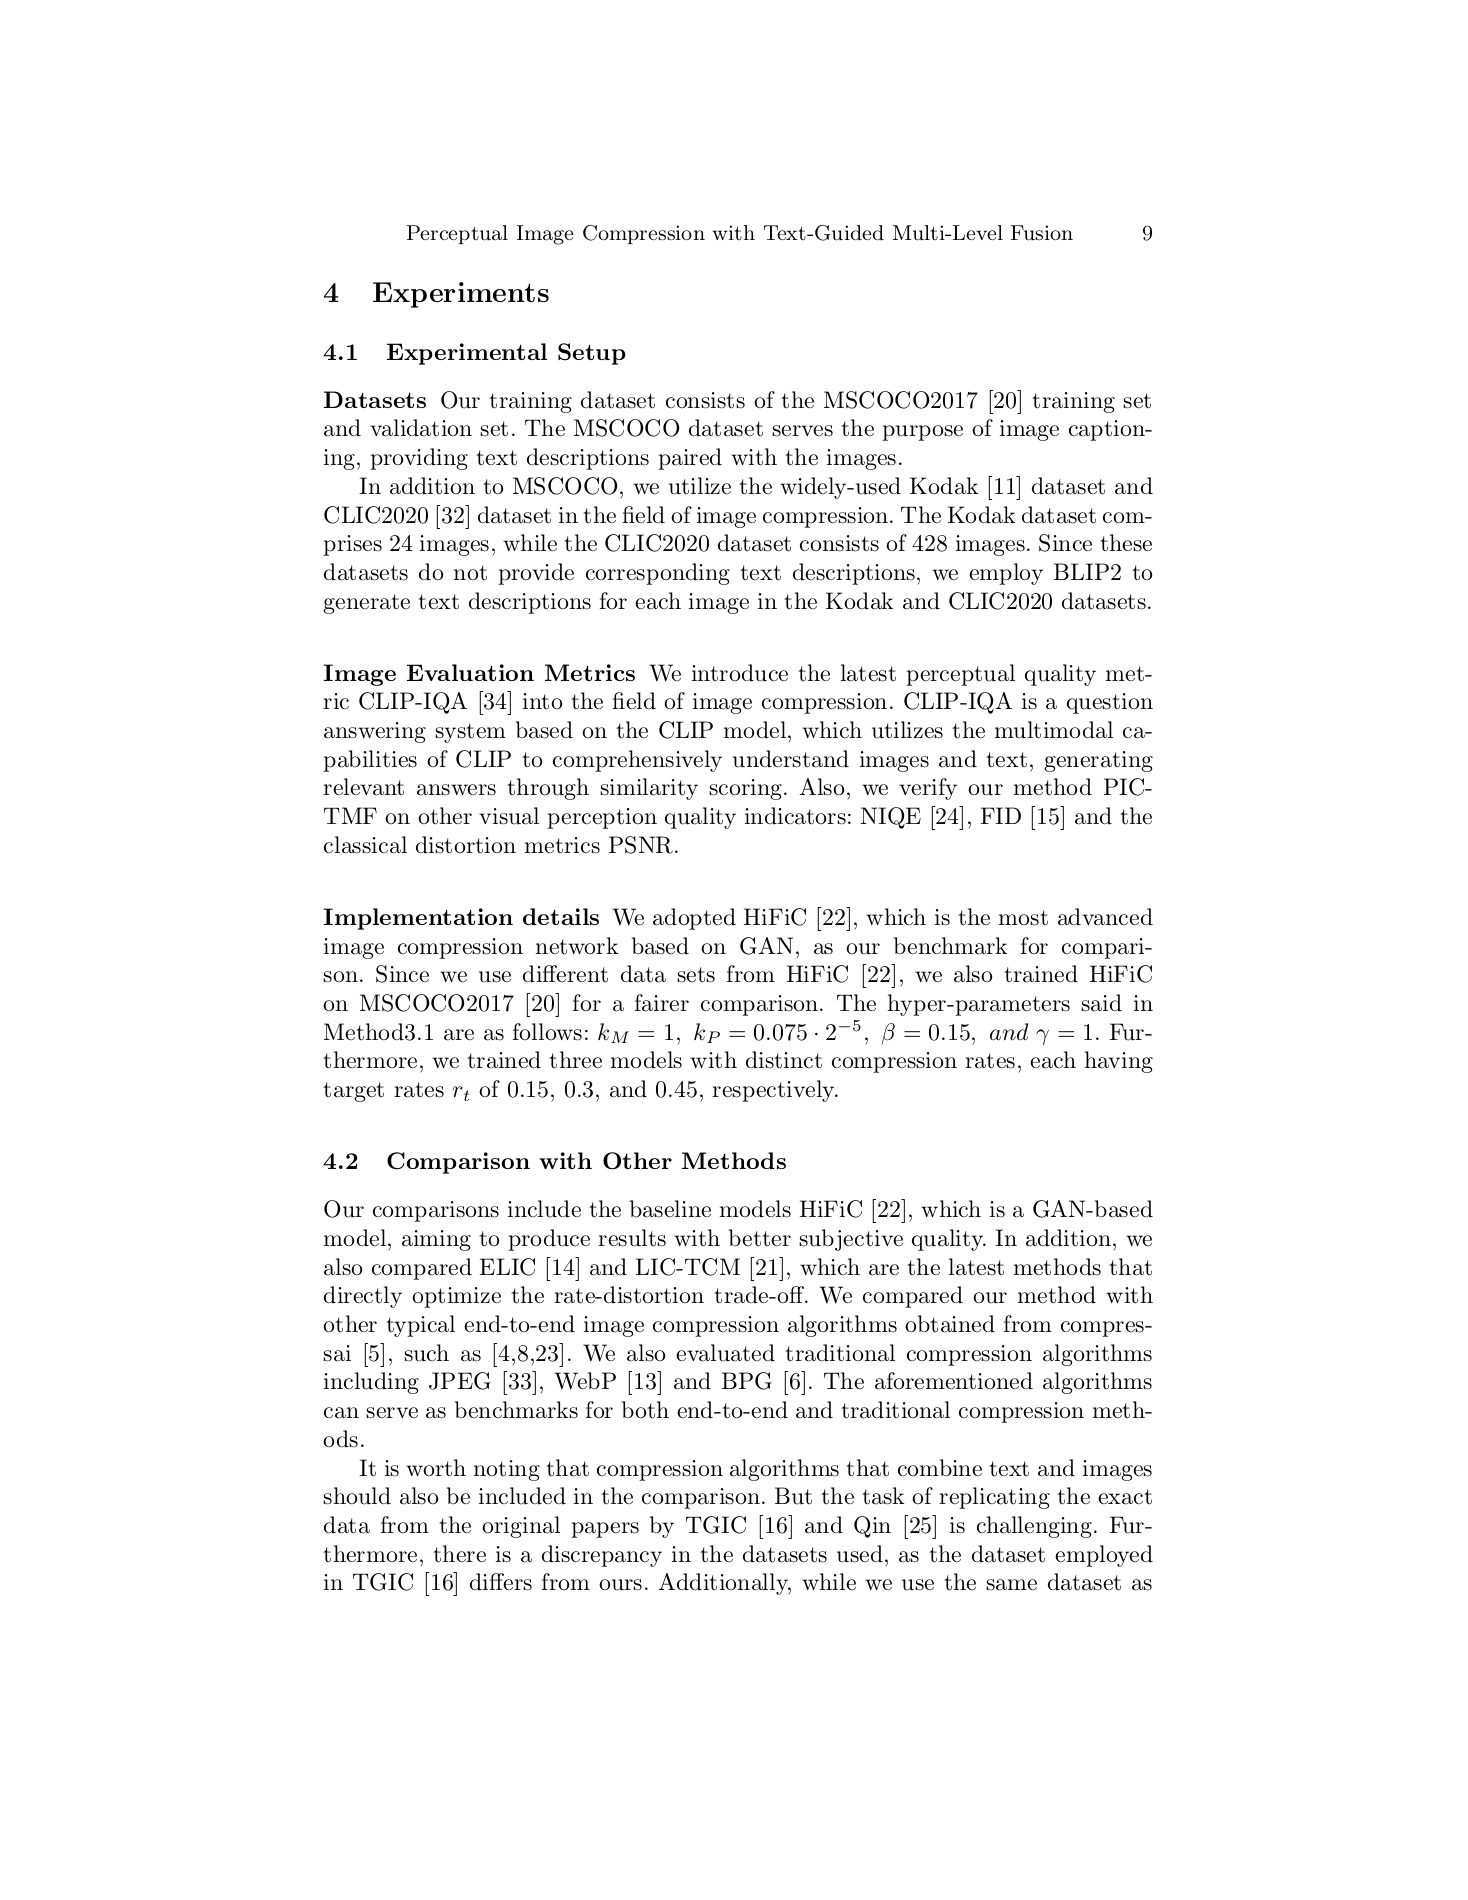 Perceptual Image Compression with Text-Guided Multi-Level Fusion 9
4 Experiments
4.1 Experimental Setup
Datasets Our training dataset consists of the MSCOCO2017 [20] training set
and validation set. The MSCOCO dataset serves the purpose of image caption-
ing, providing text descriptions paired with the images.
In addition to MSCOCO, we utilize the widely-used Kodak [11] dataset and
CLIC2020 [32] dataset in the field of image compression. The Kodak dataset com-
prises 24 images, while the CLIC2020 dataset consists of 428 images. Since these
datasets do not provide corresponding text descriptions, we employ BLIP2 to
generate text descriptions for each image in the Kodak and CLIC2020 datasets.
Image Evaluation Metrics We introduce the latest perceptual quality met-
ric CLIP-IQA [34] into the field of image compression. CLIP-IQA is a question
answering system based on the CLIP model, which utilizes the multimodal ca-
pabilities of CLIP to comprehensively understand images and text, generating
relevant answers through similarity scoring. Also, we verify our method PIC-
TMF on other visual perception quality indicators: NIQE [24], FID [15] and the
classical distortion metrics PSNR.
Implementation details We adopted HiFiC [22], which is the most advanced
image compression network based on GAN, as our benchmark for compari-
son. Since we use different data sets from HiFiC [22], we also trained HiFiC
on MSCOCO2017 [20] for a fairer comparison. The hyper-parameters said in
Method3.1 are as follows: k_M = 1, k_P = 0.075 · 2^{−5}, β = 0.15, and γ = 1. Fur-
thermore, we trained three models with distinct compression rates, each having
target rates r_t of 0.15, 0.3, and 0.45, respectively.
4.2 Comparison with Other Methods
Our comparisons include the baseline models HiFiC [22], which is a GAN-based
model, aiming to produce results with better subjective quality. In addition, we
also compared ELIC [14] and LIC-TCM [21], which are the latest methods that
directly optimize the rate-distortion trade-off. We compared our method with
other typical end-to-end image compression algorithms obtained from compres-
sai [5], such as [4,8,23]. We also evaluated traditional compression algorithms
including JPEG [33], WebP [13] and BPG [6]. The aforementioned algorithms
can serve as benchmarks for both end-to-end and traditional compression meth-
ods.
It is worth noting that compression algorithms that combine text and images
should also be included in the comparison. But the task of replicating the exact
data from the original papers by TGIC [16] and Qin [25] is challenging. Fur-
thermore, there is a discrepancy in the datasets used, as the dataset employed
in TGIC [16] differs from ours. Additionally, while we use the same dataset as